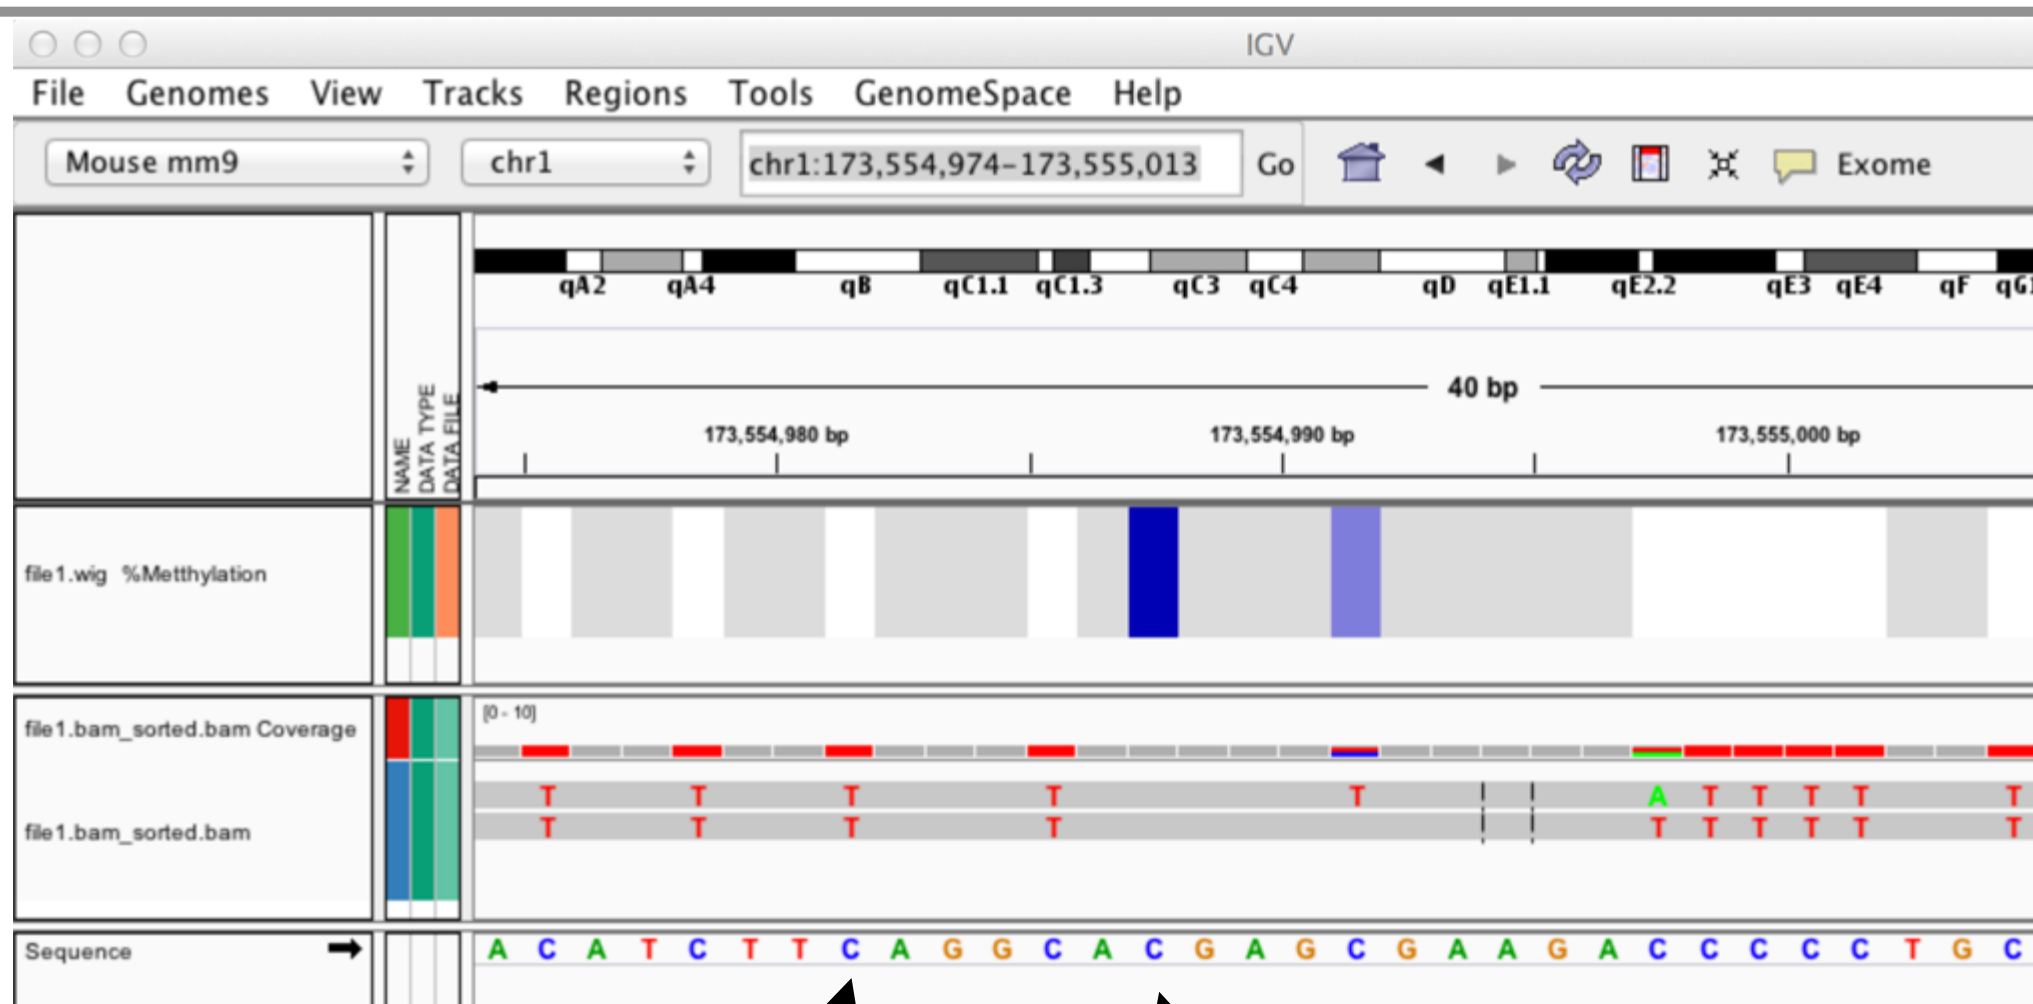 IGV
File Genomes View Tracks Regions Tools GenomeSpace Help
Mouse mm9 chr1 chr1:173,554,974-173,555,013 Go Exome
qA2 qA4 qB qC1.1 qC1.3 qC3 qC4 qD qE1.1 qE2.2 qE3 qE4 qF
40 bp
NAME
DATA TYPE
DATA FILE
173,554,980 bp 173,554,990 bp 173,555,000 bp
file1.wig %Metthylation
[0 - 10]
file1.bam_sorted.bam Coverage
T T T T T A T T T T T
file1.bam_sorted.bam
T T T T T T T T T T
Sequence A C A T C T T C A G G C A C G A G C G A A G A C C C C C T G C